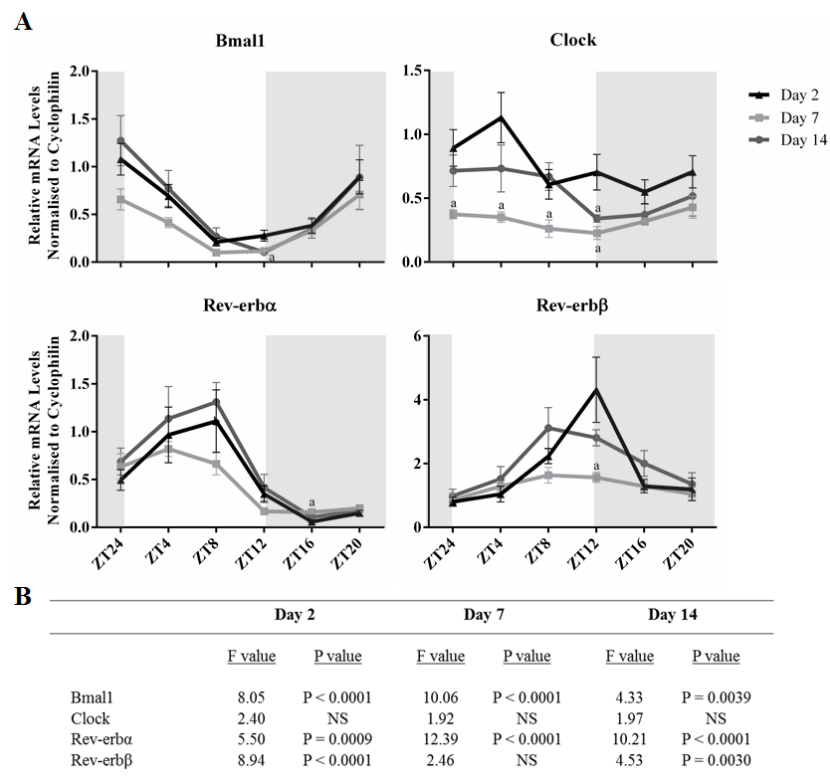 A
Bmal1
Clock
Relative mRNA Levels
Normalised to Cyclophilin
2.0
1.5
1.0
0.5
0.0
a
1.5
1.0
0.5
0.0
a
a
a
a
a
Day 2
Day 7
Day 14
Rev-erbα
Rev-erbβ
Relative mRNA Levels
Normalised to Cyclophilin
2.0
1.5
1.0
0.5
0.0
a
6
4
2
0
a
ZT24
ZT4
ZT8
ZT12
ZT16
ZT20
ZT24
ZT4
ZT8
ZT12
ZT16
ZT20
B
Day 2 Day 7 Day 14
F value P value F value P value F value P value
Bmal1 8.05 P < 0.0001 10.06 P < 0.0001 4.33 P = 0.0039
Clock 2.40 NS 1.92 NS 1.97 NS
Rev-erbα 5.50 P = 0.0009 12.39 P < 0.0001 10.21 P < 0.0001
Rev-erbβ 8.94 P < 0.0001 2.46 NS 4.53 P = 0.0030